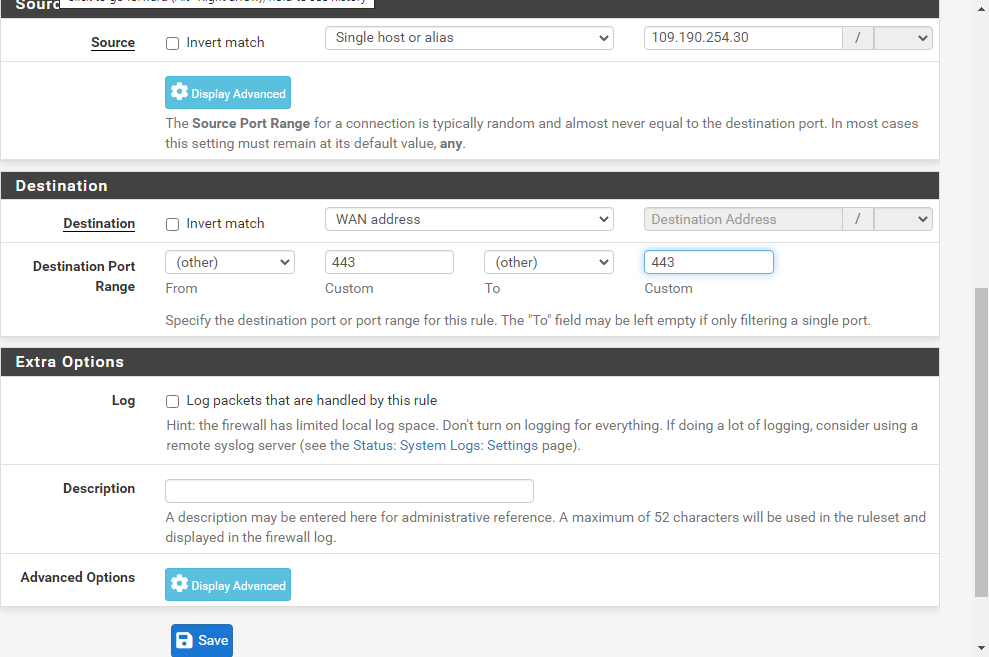 Sourc
Source
Invert match
Single host or alias
109.190.254.30
/
Display Advanced
The Source Port Range for a connection is typically random and almost never equal to the destination port. In most cases
this setting must remain at its default value, any.
Destination
Destination
Invert match
WAN address
Destination Address
/
Destination Port
Range
(other)
443
(other)
443
From
Custom
To
Custom
Specify the destination port or port range for this rule. The "To" field may be left empty if only filtering a single port.
Extra Options
Log
Log packets that are handled by this rule
Hint: the firewall has limited local log space. Don't turn on logging for everything. If doing a lot of logging, consider using a
remote syslog server (see the Status: System Logs: Settings page).
Description
A description may be entered here for administrative reference. A maximum of 52 characters will be used in the ruleset and
displayed in the firewall log.
Advanced Options
Display Advanced
Save